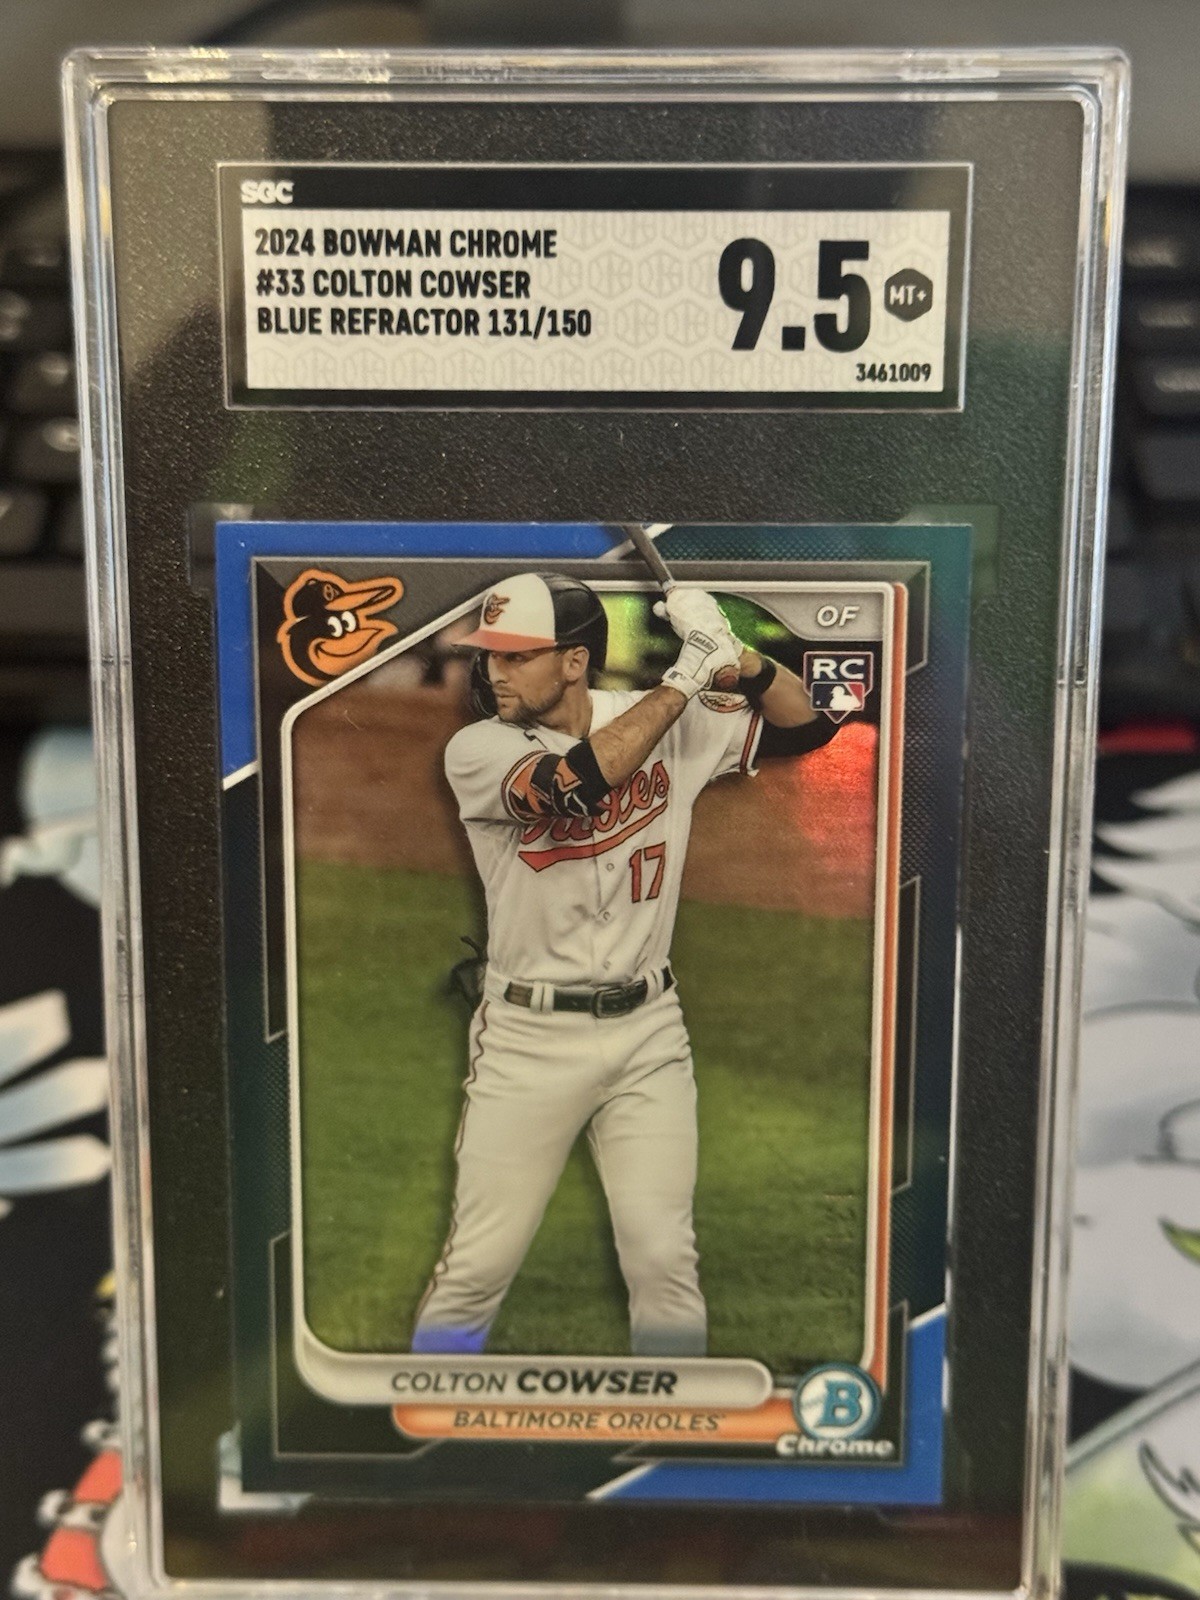 SGC
2024 BOWMAN CHROME
#33 COLTON COWSER
BLUE REFRACTOR 131/150
9.5
MT+
3461009
OF
RC
Orioles
17
COLTON COWSER
BALTIMORE ORIOLES
B
Chrome